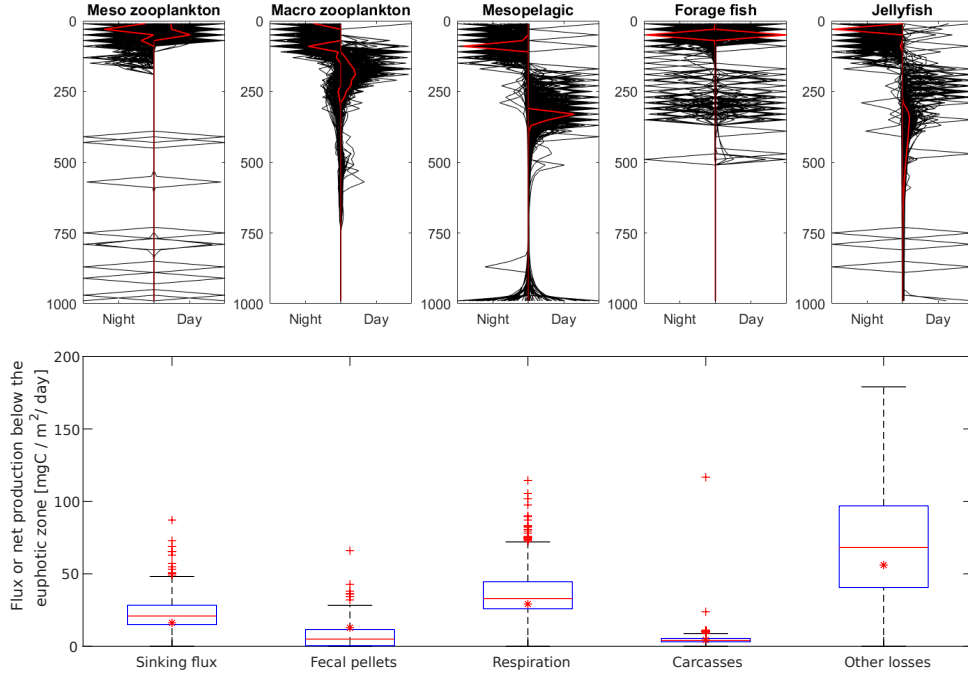 Meso zooplankton Macro zooplankton Mesopelagic Forage fish Jellyfish
0 0 0 0 0
250 250 250 250 250
500 500 500 500 500
750 750 750 750 750
1000 1000 1000 1000 1000
Night Day Night Day Night Day Night Day Night Day
Flux or net production below the
euphotic zone [mgC / m²/ day]
200
150
100
50
0
Sinking flux Fecal pellets Respiration Carcasses Other losses